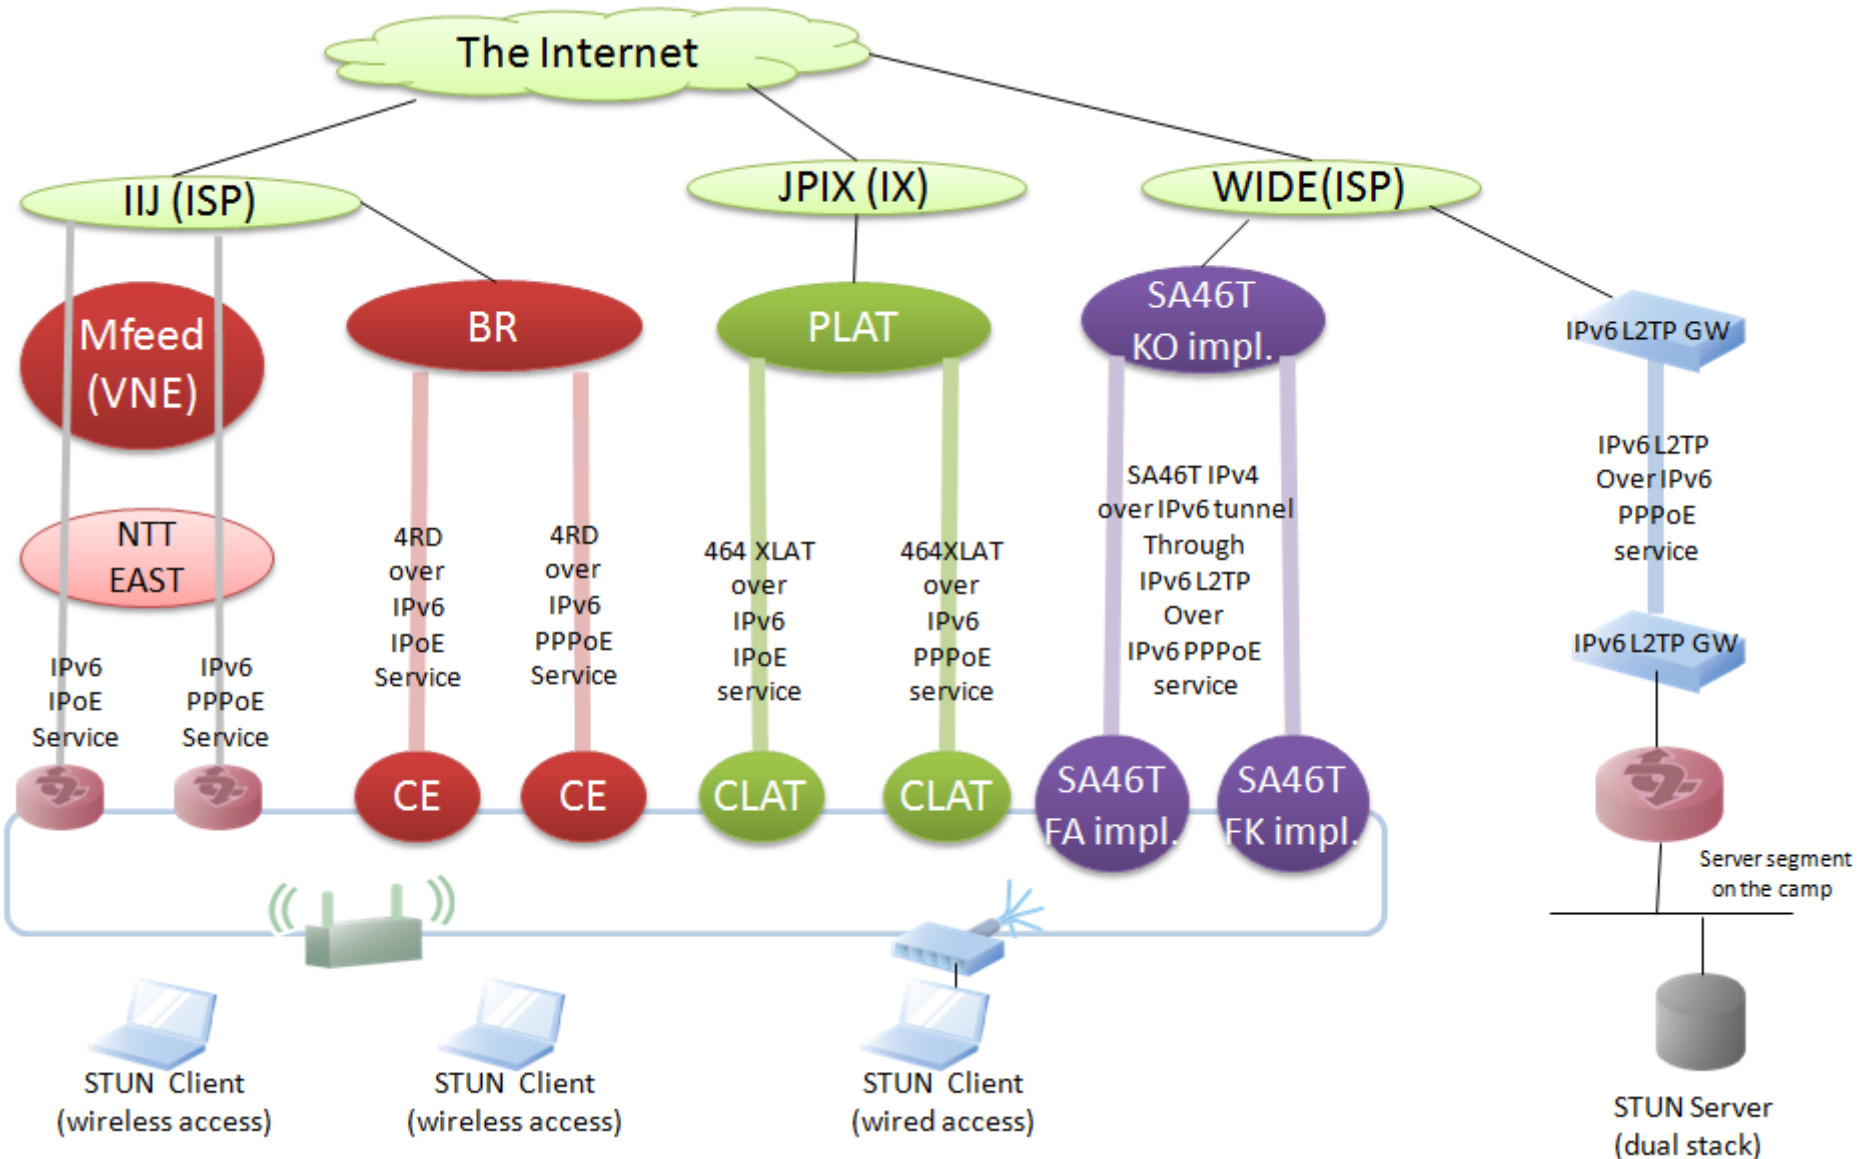 The Internet
IIJ (ISP)
JPIX (IX)
WIDE(ISP)
Mfeed
(VNE)
BR
PLAT
SA46T
KO impl.
IPv6 L2TP GW
NTT
EAST
IPv6
IPoE
Service
IPv6
PPPoE
Service
4RD
over
IPv6
IPoE
Service
4RD
over
IPv6
PPPoE
Service
464 XLAT
over
IPv6
IPoE
service
464XLAT
over
IPv6
PPPoE
service
SA46T IPv4
over IPv6 tunnel
Through
IPv6 L2TP
Over
IPv6 PPPoE
service
IPv6 L2TP
Over IPv6
PPPoE
service
IPv6 L2TP GW
CE
CE
CLAT
CLAT
SA46T
FA impl.
SA46T
FK impl.
Server segment
on the camp
STUN Client
(wireless access)
STUN Client
(wireless access)
STUN Client
(wired access)
STUN Server
(dual stack)